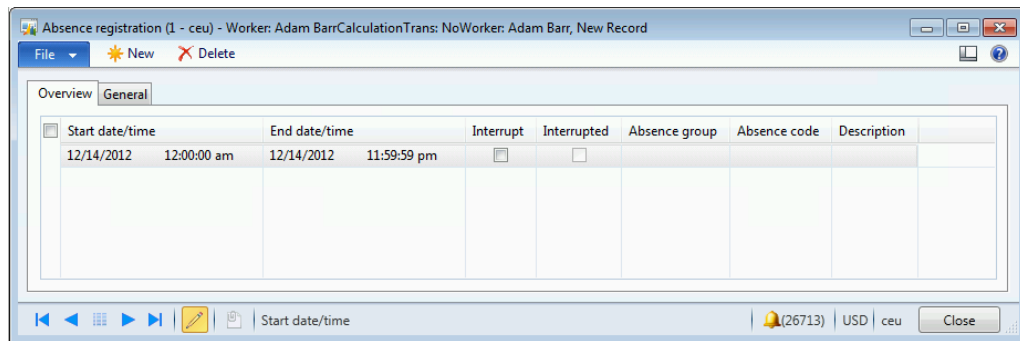 Absence registration (1 - ceu) - Worker: Adam BarrCalculationTrans: NoWorker: Adam Barr, New Record
File New Delete
Overview General
Start date/time End date/time Interrupt Interrupted Absence group Absence code Description
12/14/2012 12:00:00 am 12/14/2012 11:59:59 pm
Start date/time (26713) USD ceu Close